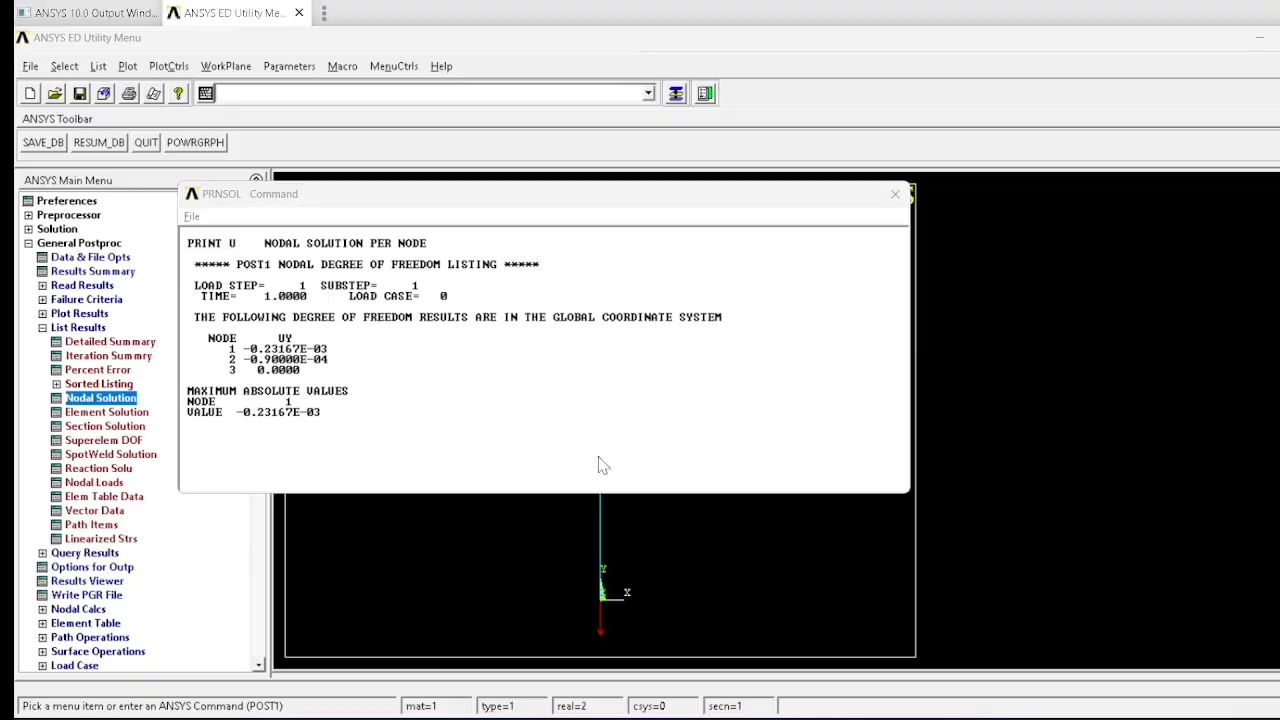 ANSYS 10.0 Output Wind... ANSYS ED Utility Me...
ANSYS ED Utility Menu
File Select List Plot PlotCtrls WorkPlane Parameters Macro MenuCtrls Help
ANSYS Toolbar
SAVE_DB RESUM_DB QUIT POWRGRPH
ANSYS Main Menu
Preferences
Preprocessor
Solution
General Postproc
Data & File Opts
Results Summary
Read Results
Failure Criteria
Plot Results
List Results
Detailed Summary
Iteration Summry
Percent Error
Sorted Listing
Nodal Solution
Element Solution
Section Solution
Superelem DOF
SpotWeld Solution
Reaction Solu
Nodal Loads
Elem Table Data
Vector Data
Path Items
Linearized Strs
Query Results
Options for Outp
Results Viewer
Write PGR File
Nodal Calcs
Element Table
Path Operations
Surface Operations
Load Case
PRNSOL Command
File
PRINT U NODAL SOLUTION PER NODE
***** POST1 NODAL DEGREE OF FREEDOM LISTING *****
LOAD STEP= 1 SUBSTEP= 1
TIME= 1.0000 LOAD CASE= 0
THE FOLLOWING DEGREE OF FREEDOM RESULTS ARE IN THE GLOBAL COORDINATE SYSTEM
NODE UY
1 -0.23167E-03
2 -0.90000E-04
3 0.0000
MAXIMUM ABSOLUTE VALUES
NODE 1
VALUE -0.23167E-03
Y
X
Pick a menu item or enter an ANSYS Command (POST1) mat=1 type=1 real=2 csys=0 secn=1